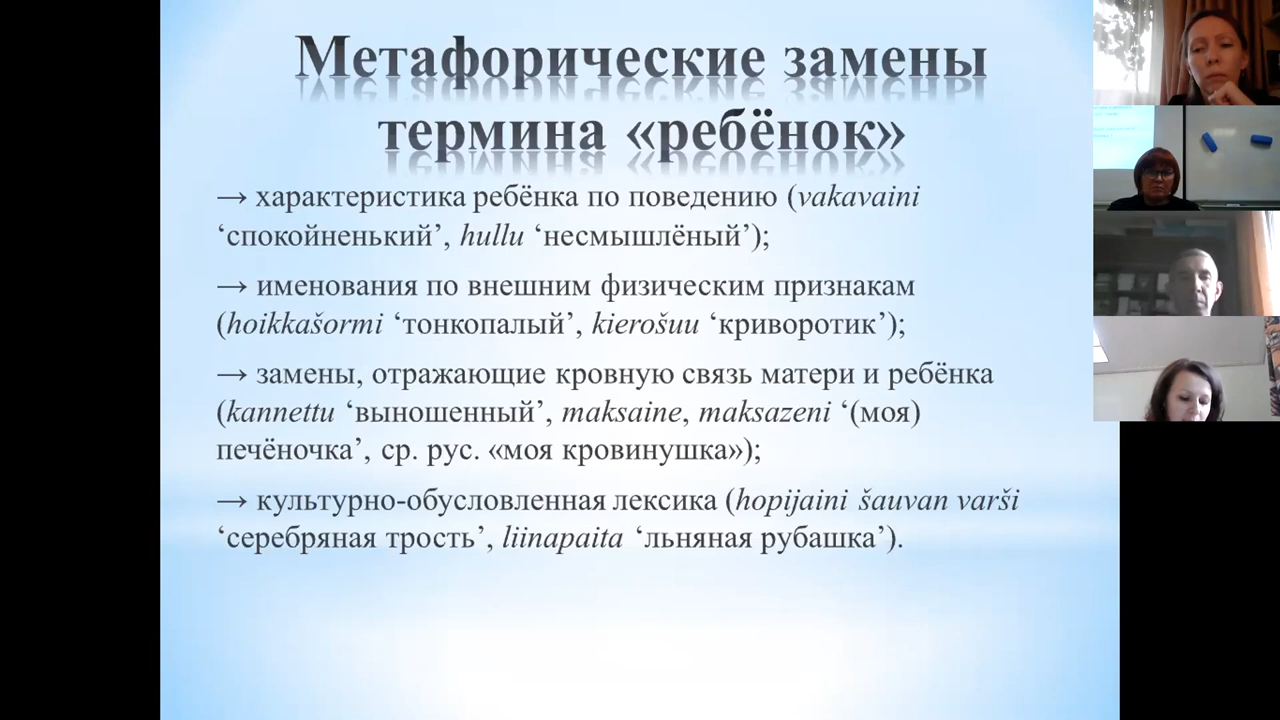 Метафорические замены
термина «ребёнок»
→ характеристика ребёнка по поведению (vakavaini
‘спокойненький’, hullu ‘несмышлёный’);
→ именования по внешним физическим признакам
(hoikkašormi ‘тонкопалый’, kierošuu ‘криворотик’);
→ замены, отражающие кровную связь матери и ребёнка
(kannettu ‘выношенный’, maksaine, maksazeni ‘(моя)
печёночка’, ср. рус. «моя кровинушка»);
→ культурно-обусловленная лексика (hopijaini šauvan varši
‘серебряная трость’, liinapaita ‘льняная рубашка’).